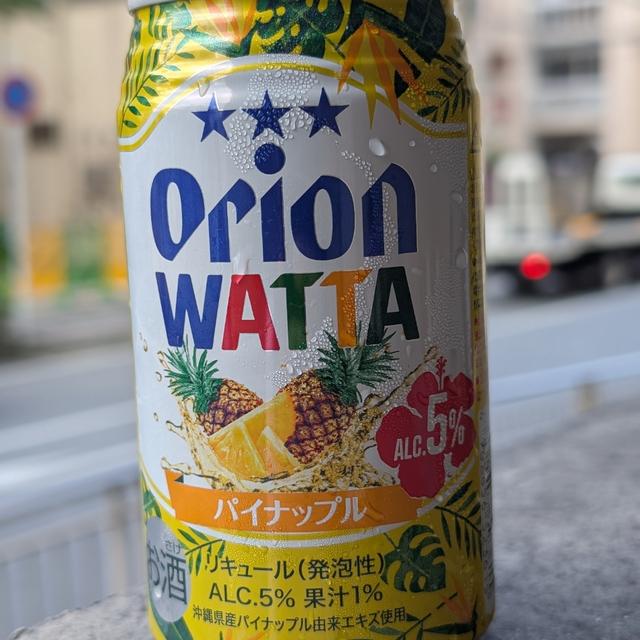 Orion
WATTA
ALC.5%
パイナップル
お酒
さけ
リキュール(発泡性)
ALC.5% 果汁1%
沖縄県産パイナップル由来エキス使用